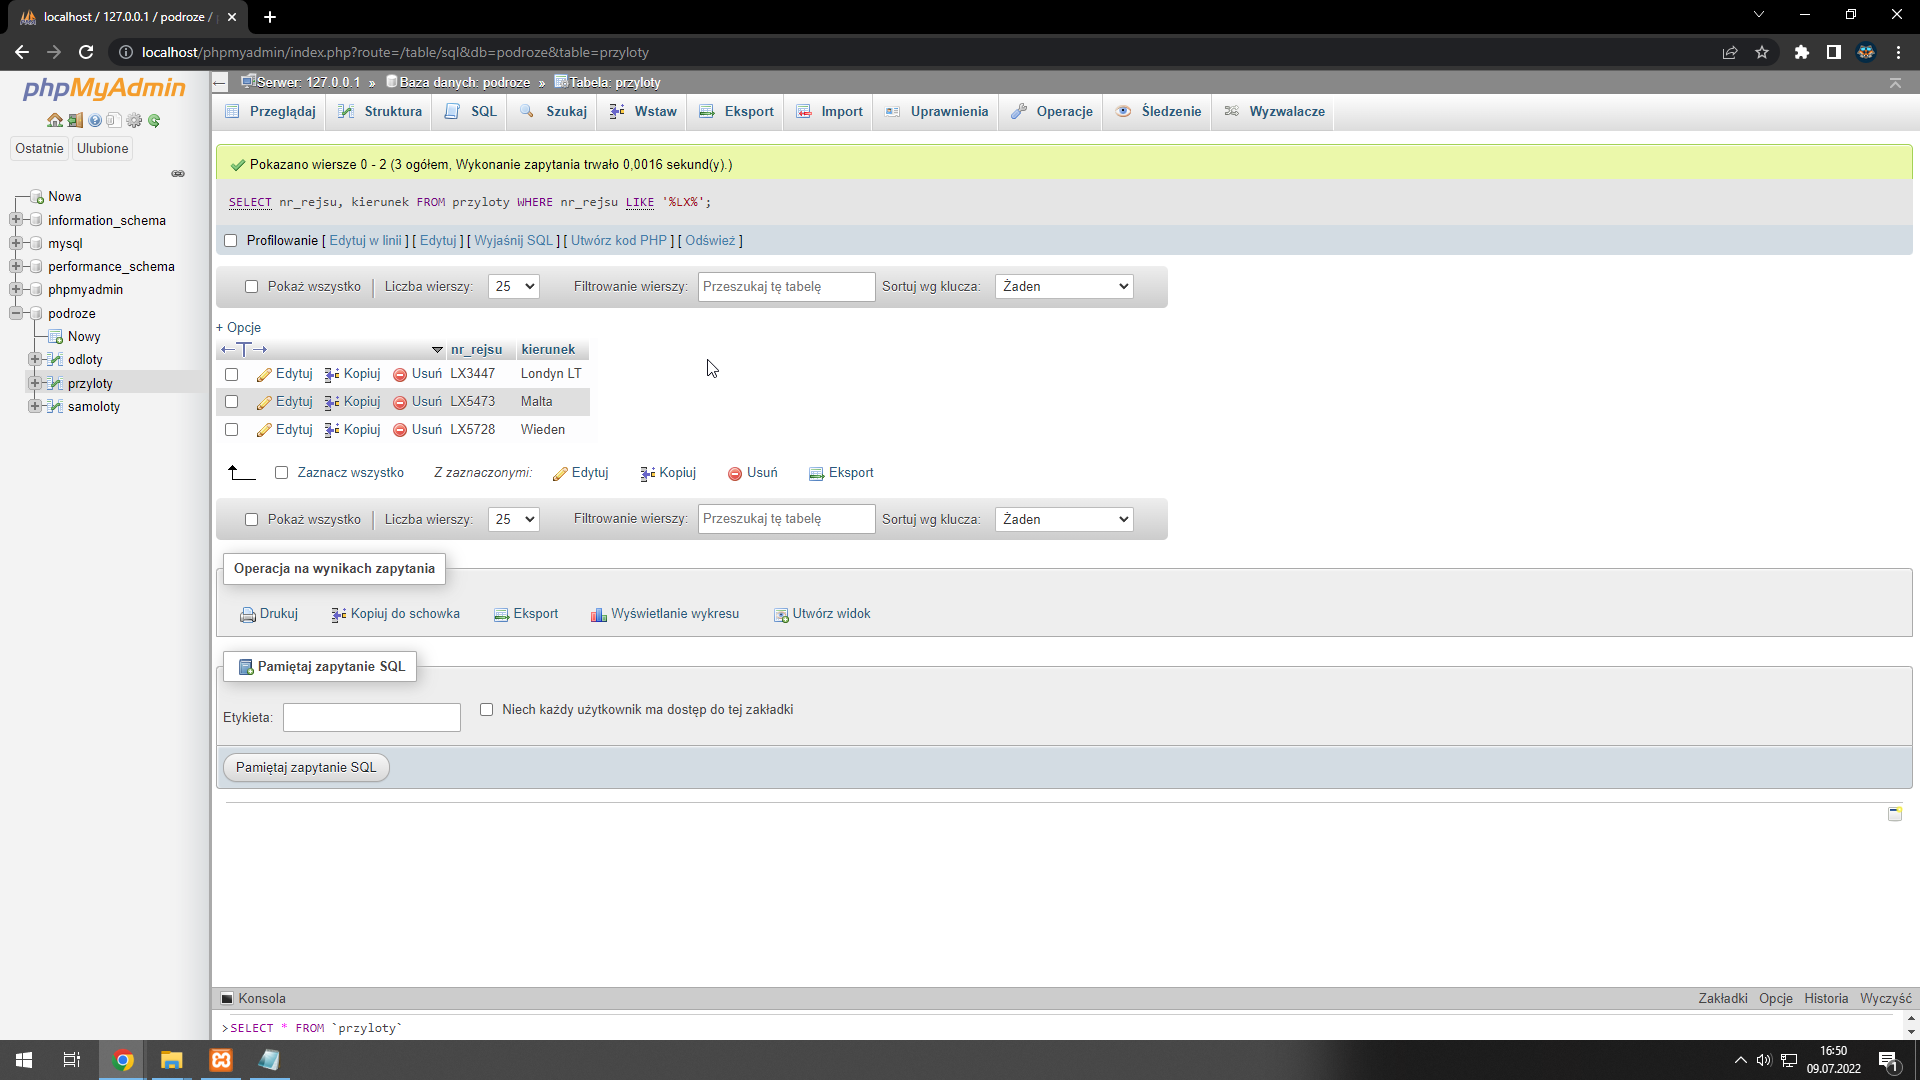 localhost / 127.0.0.1 / podroze /
localhost/phpmyadmin/index.php?route=/table/sql&db=podroze&table=przyloty
phpMyAdmin
Ostatnie Ulubione
Nowa
information_schema
mysql
performance_schema
phpmyadmin
podroze
Nowy
odloty
przyloty
samoloty
Serwer: 127.0.0.1 » Baza danych: podroze » Tabela: przyloty
Przeglądaj Struktura SQL Szukaj Wstaw Eksport Import Uprawnienia Operacje Śledzenie Wyzwalacze
Pokazano wiersze 0 - 2 (3 ogółem, Wykonanie zapytania trwało 0,0016 sekund(y).)
SELECT nr_rejsu, kierunek FROM przyloty WHERE nr_rejsu LIKE '%LX%';
Profilowanie [ Edytuj w linii ] [ Edytuj ] [ Wyjaśnij SQL ] [ Utwórz kod PHP ] [ Odśwież ]
Pokaż wszystko Liczba wierszy: 25 Filtrowanie wierszy: Przeszukaj tę tabelę Sortuj wg klucza: Żaden
+ Opcje
nr_rejsu kierunek
Edytuj Kopiuj Usuń LX3447 Londyn LT
Edytuj Kopiuj Usuń LX5473 Malta
Edytuj Kopiuj Usuń LX5728 Wieden
Zaznacz wszystko Z zaznaczonymi: Edytuj Kopiuj Usuń Eksport
Pokaż wszystko Liczba wierszy: 25 Filtrowanie wierszy: Przeszukaj tę tabelę Sortuj wg klucza: Żaden
Operacja na wynikach zapytania
Drukuj Kopiuj do schowka Eksport Wyświetlanie wykresu Utwórz widok
Pamiętaj zapytanie SQL
Etykieta: Niech każdy użytkownik ma dostęp do tej zakładki
Pamiętaj zapytanie SQL
Konsola Zakładki Opcje Historia Wyczyść
>SELECT * FROM `przyloty`
16:50
09.07.2022
1